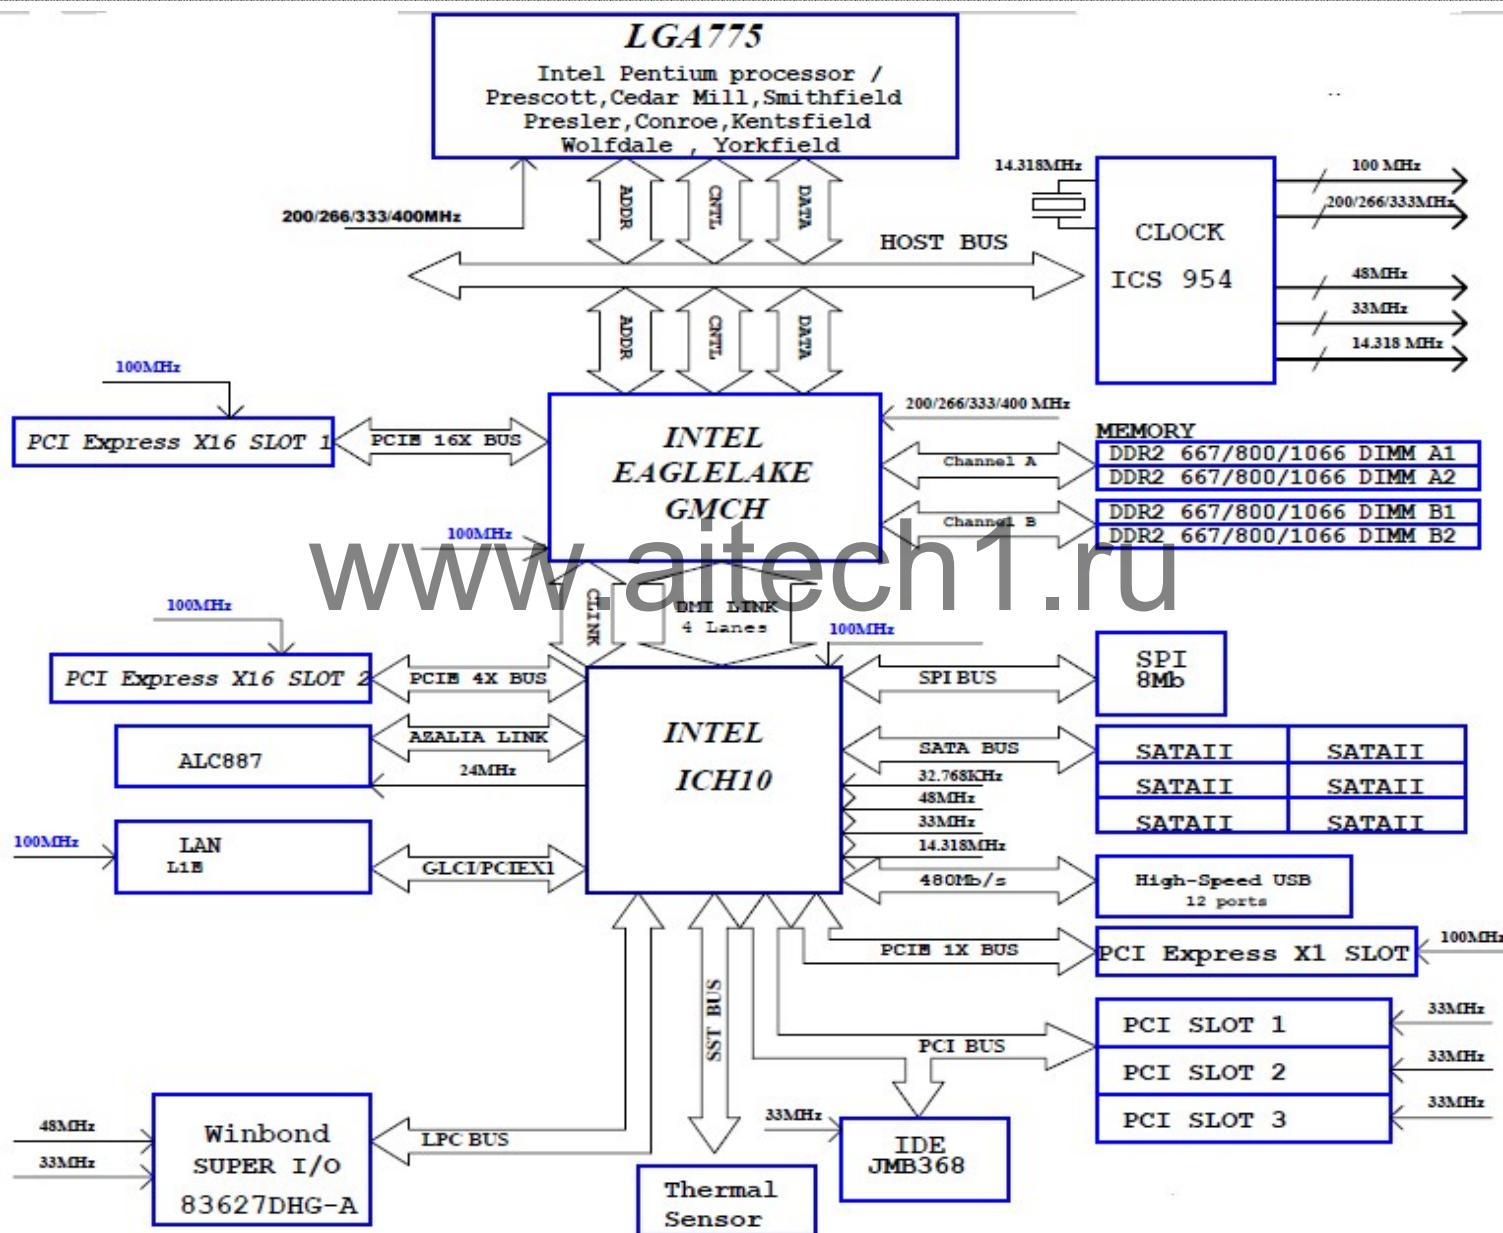 LGA775
Intel Pentium processor /
Prescott,Cedar Mill,Smithfield
Presler,Conroe,Kentsfield
Wolfdale , Yorkfield
200/266/333/400MHz
ADDR
CNTL
DATA
HOST BUS
14.318MHz
CLOCK
ICS 954
100 MHz
200/266/333MHz
48MHz
33MHz
14.318 MHz
ADDR
CNTL
DATA
100MHz
PCI Express X16 SLOT 1
PCIE 16X BUS
INTEL
EAGLELAKE
GMCH
200/266/333/400 MHz
MEMORY
Channel A
DDR2 667/800/1066 DIMM A1
DDR2 667/800/1066 DIMM A2
Channel B
DDR2 667/800/1066 DIMM B1
DDR2 667/800/1066 DIMM B2
100MHz
www.aitech1.ru
CLINK
DMI LINK
4 Lanes
100MHz
100MHz
PCI Express X16 SLOT 2
PCIE 4X BUS
INTEL
ICH10
SPI BUS
SPI
8Mb
ALC887
AZALIA LINK
24MHz
SATA BUS
SATAII SATAII
SATAII SATAII
SATAII SATAII
32.768KHz
48MHz
33MHz
14.318MHz
100MHz
LAN
L1E
GLCI/PCIEX1
480Mb/s
High-Speed USB
12 ports
PCIE 1X BUS
PCI Express X1 SLOT
100MHz
SST BUS
PCI BUS
PCI SLOT 1
33MHz
PCI SLOT 2
33MHz
PCI SLOT 3
33MHz
48MHz
33MHz
Winbond
SUPER I/O
83627DHG-A
LPC BUS
33MHz
IDE
JMB368
Thermal
Sensor